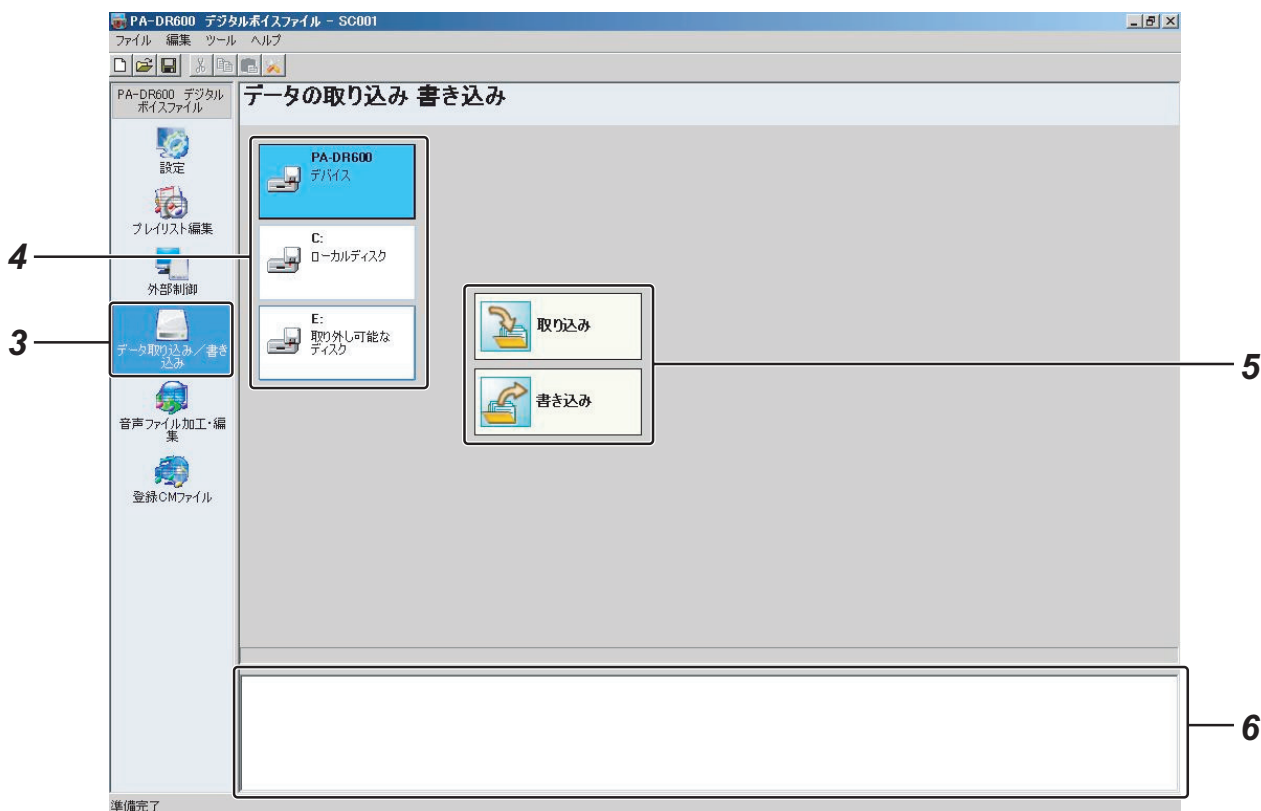 PA-DR600 デジタルボイスファイル - SC001
ファイル 編集 ツール ヘルプ
PA-DR600 デジタル
ボイスファイル
データの取り込み 書き込み
設定
プレイリスト編集
外部制御
データ取り込み／書き
込み
音声ファイル加工・編
集
登録CMファイル
PA-DR600
デバイス
C:
ローカルディスク
E:
取外し可能な
ディスク
取り込み
書き込み
4
3
5
6
準備完了